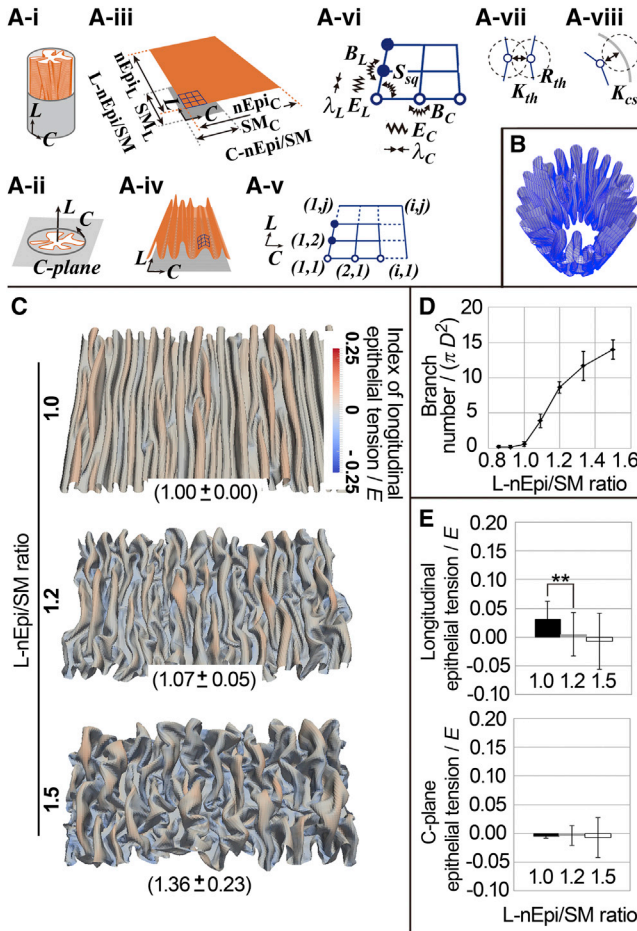 A-i
L
C
A-iii
nEpiL
L-nEpi/SM
SML
L
C
nEpiC
SMC
C-nEpi/SM
A-vi
BL
Ssq
λL EL
BC
EC
λC
A-vii
Kth
Rth
A-viii
Kcs
B
A-ii
L
C
C-plane
A-iv
L
C
A-v
L
C
(1,j)
(i,j)
(1,2)
(1,1)
(2,1)
(i,1)
C
L-nEpi/SM ratio
1.0
1.2
1.5
Index of longitudinal
epithelial tension / E
0.25
0
- 0.25
(1.00 ± 0.00)
(1.07 ± 0.05)
(1.36 ± 0.23)
D
Branch
number / (π D²)
20
15
10
5
0
0.8 1.0 1.2 1.4 1.6
L-nEpi/SM ratio
E
Longitudinal
epithelial tension / E
0.20
0.15
0.10
0.05
0.00
-0.05
-0.10
**
1.0 1.2 1.5
C-plane
epithelial tension / E
0.20
0.15
0.10
0.05
0.00
-0.05
-0.10
1.0 1.2 1.5
L-nEpi/SM ratio